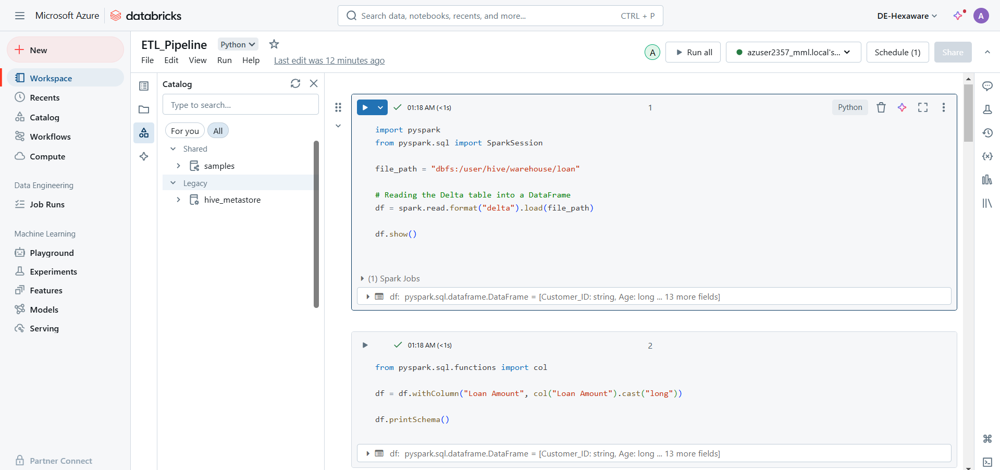 Microsoft Azure databricks
Search data, notebooks, recents, and more... CTRL + P
DE-Hexaware
A
New
Workspace
Recents
Catalog
Workflows
Compute
Data Engineering
Job Runs
Machine Learning
Playground
Experiments
Features
Models
Serving
Partner Connect
ETL_Pipeline Python
File Edit View Run Help Last edit was 12 minutes ago
A Run all azuser2357_mml.local's... Schedule (1) Share
Catalog
Type to search...
For you All
Shared
samples
Legacy
hive_metastore
01:18 AM (<1s) 1 Python
import pyspark
from pyspark.sql import SparkSession
file_path = "dbfs:/user/hive/warehouse/loan"
# Reading the Delta table into a DataFrame
df = spark.read.format("delta").load(file_path)
df.show()
(1) Spark Jobs
df: pyspark.sql.dataframe.DataFrame = [Customer_ID: string, Age: long ... 13 more fields]
01:18 AM (<1s) 2
from pyspark.sql.functions import col
df = df.withColumn("Loan Amount", col("Loan Amount").cast("long"))
df.printSchema()
df: pyspark.sql.dataframe.DataFrame = [Customer_ID: string, Age: long ... 13 more fields]